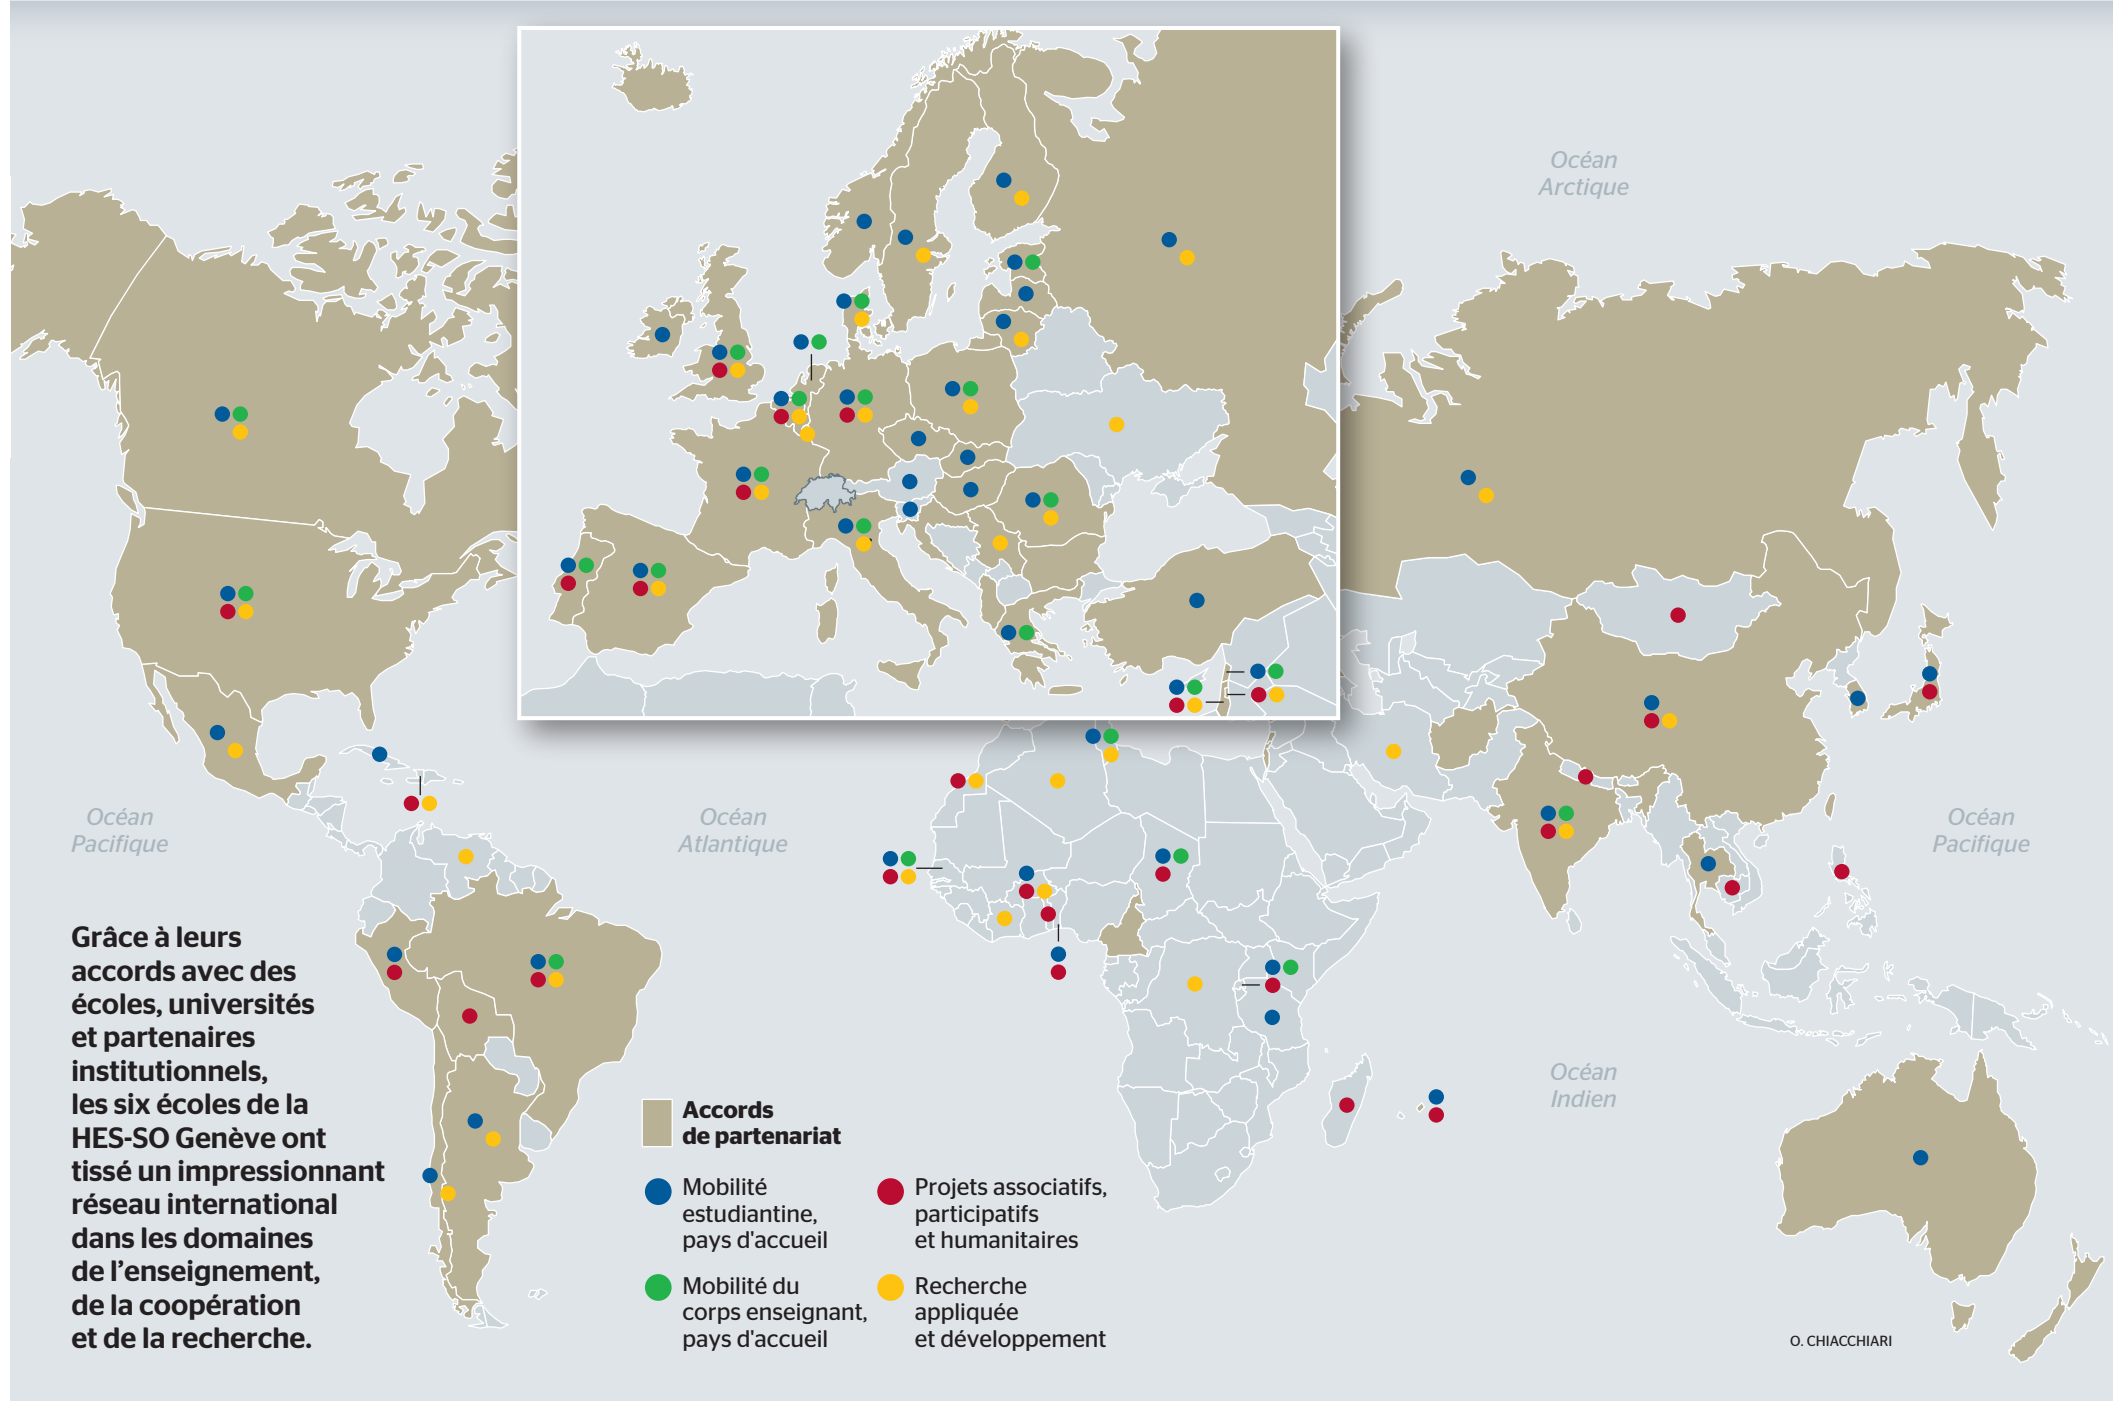 Océan
Arctique
Océan
Pacifique
Océan
Atlantique
Océan
Pacifique
Océan
Indien
Grâce à leurs
accords avec des
écoles, universités
et partenaires
institutionnels,
les six écoles de la
HES-SO Genève ont
tissé un impressionnant
réseau international
dans les domaines
de l’enseignement,
de la coopération
et de la recherche.
Accords
de partenariat
Mobilité
estudiantine,
pays d'accueil
Mobilité du
corps enseignant,
pays d'accueil
Projets associatifs,
participatifs
et humanitaires
Recherche
appliquée
et développement
O. CHIACCHIARI